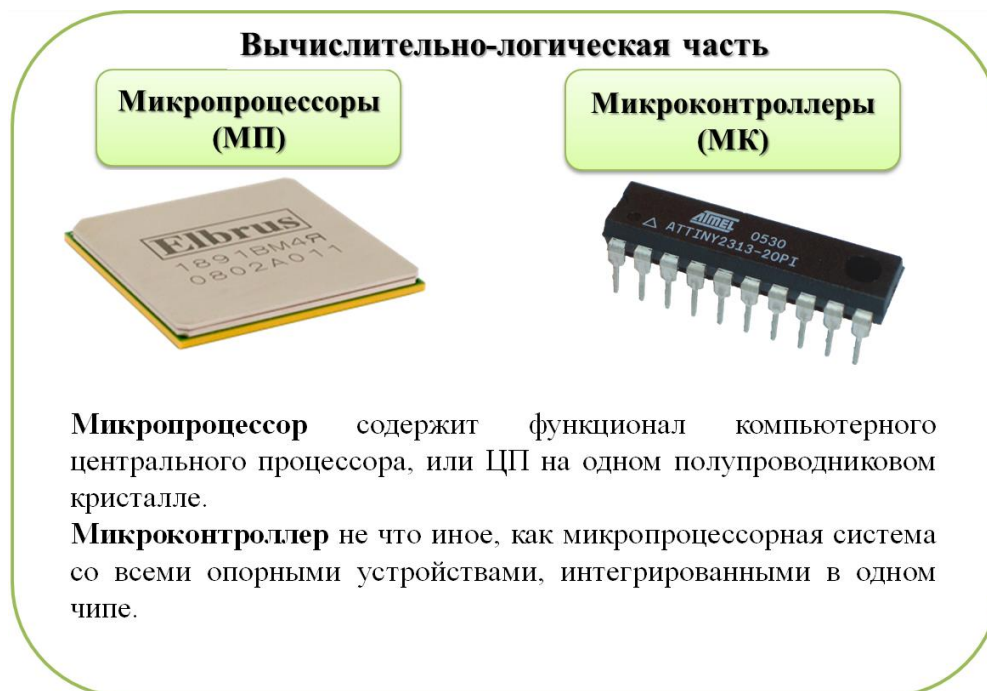 Вычислительно-логическая часть
Микропроцессоры
(МП)
Микроконтроллеры
(МК)
Elbrus
1891ВМ4Я
0802А011
ATMEL
0530
ATTINY2313-20PI
Микропроцессор содержит функционал компьютерного
центрального процессора, или ЦП на одном полупроводниковом
кристалле.
Микроконтроллер не что иное, как микропроцессорная система
со всеми опорными устройствами, интегрированными в одном
чипе.